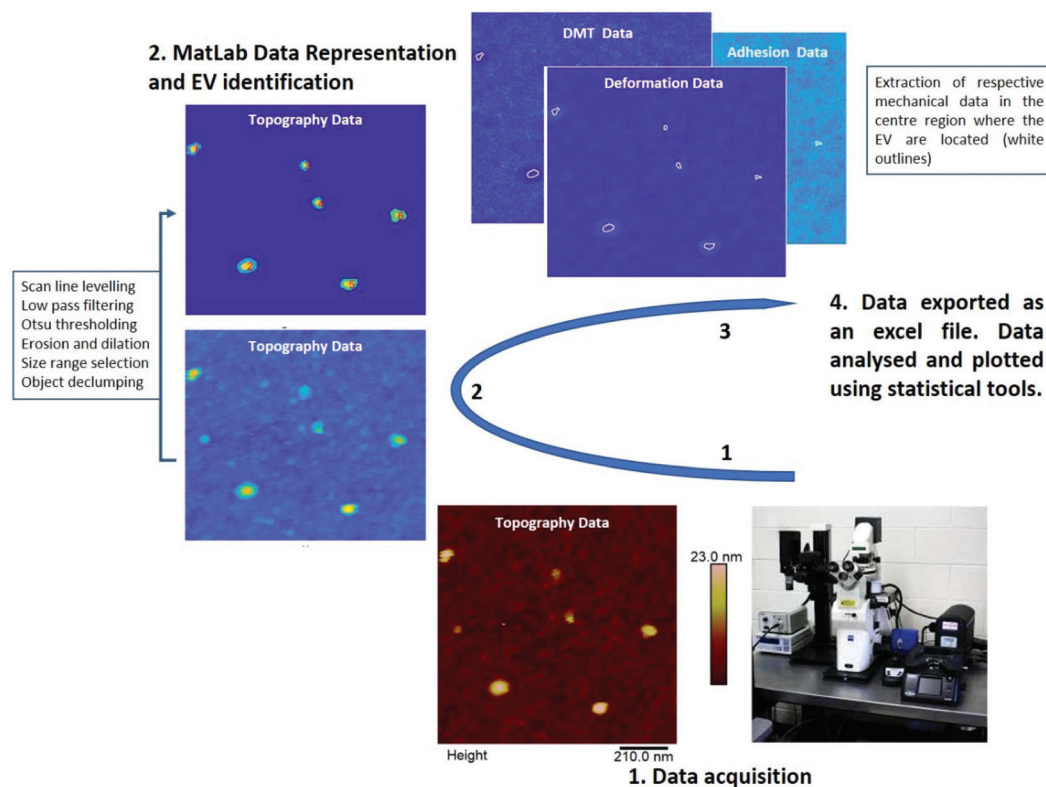 2. MatLab Data Representation
and EV identification
Topography Data
Scan line levelling
Low pass filtering
Otsu thresholding
Erosion and dilation
Size range selection
Object declumping
Topography Data
DMT Data
Adhesion Data
Deformation Data
Extraction of respective
mechanical data in the
centre region where the
EV are located (white
outlines)
3
2
1
4. Data exported as
an excel file. Data
analysed and plotted
using statistical tools.
Topography Data
23.0 nm
Height
210.0 nm
1. Data acquisition